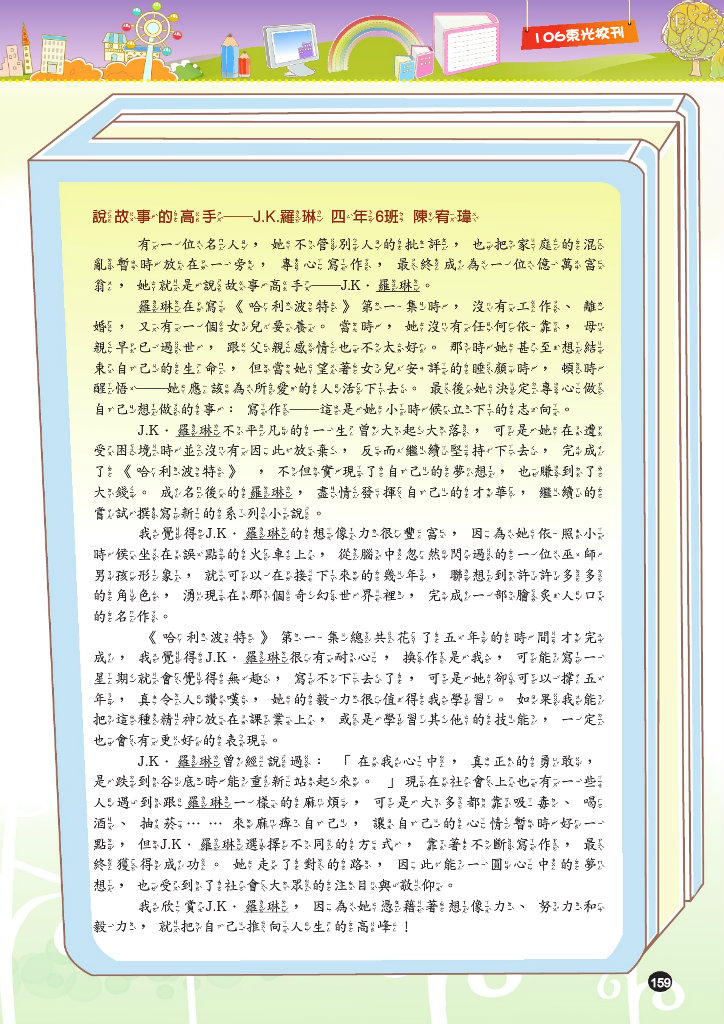 106東光校刊
說故事的高手——J.K.羅琳 四年6班 陳宥瑋
有一位名人，她不管別人的批評，也把家庭的混
亂暫時放在一旁，專心寫作，最終成為一位億萬富
翁，她就是說故事高手——J.K．羅琳。
羅琳在寫《哈利波特》第一集時，沒有工作、離
婚，又有一個女兒要養。當時，她沒有任何依靠，母
親早已過世，跟父親感情也不太好。那時她甚至想結
束自己的生命，但當她望著女兒安詳的睡顏時，頓時
醒悟——她應該為所愛的人活下去。最後她決定專心做
自己想做的事：寫作——這是她小時候立下的志向。
J.K．羅琳不平凡的一生曾大起大落，可是她在遭
受困境時並沒有因此放棄，反而繼續堅持下去，完成
了《哈利波特》，不但實現了自己的夢想，也賺到了
大錢。成名後的羅琳，盡情發揮自己的才華，繼續的
嘗試撰寫新的系列小說。
我覺得J.K．羅琳的想像力很豐富，因為她依照小
時候坐在誤點的火車上，從腦中忽然閃過的一位巫師
男孩形象，就可以在接下來的幾年，聯想到許許多多
的角色，湧現在那個奇幻世界裡，完成一部膾炙人口
的名作。
《哈利波特》第一集總共花了五年的時間才完
成，我覺得J.K．羅琳很有耐心，換作是我，可能寫一
星期就會覺得無趣，寫不下去了，可是她卻可以撐五
年，真令人讚嘆，她的毅力很值得我學習。如果我能
把這種精神放在課業上，或是學習其他的技能，一定
也會有更好的表現。
J.K．羅琳曾經說過：「在我心中，真正的勇敢，
是跌到谷底時能重新站起來。」現在社會上也有一些
人遇到跟羅琳一樣的麻煩，可是大多都靠吸毒、喝
酒、抽菸……來麻痺自己，讓自己的心情暫時好一
點，但J.K．羅琳選擇不同的方式，靠著不斷寫作，最
終獲得成功。她走了對的路，因此能一圓心中的夢
想，也受到了社會大眾的注目與敬仰。
我欣賞J.K．羅琳，因為她憑藉著想像力、努力和
毅力，就把自己推向人生的高峰！
159